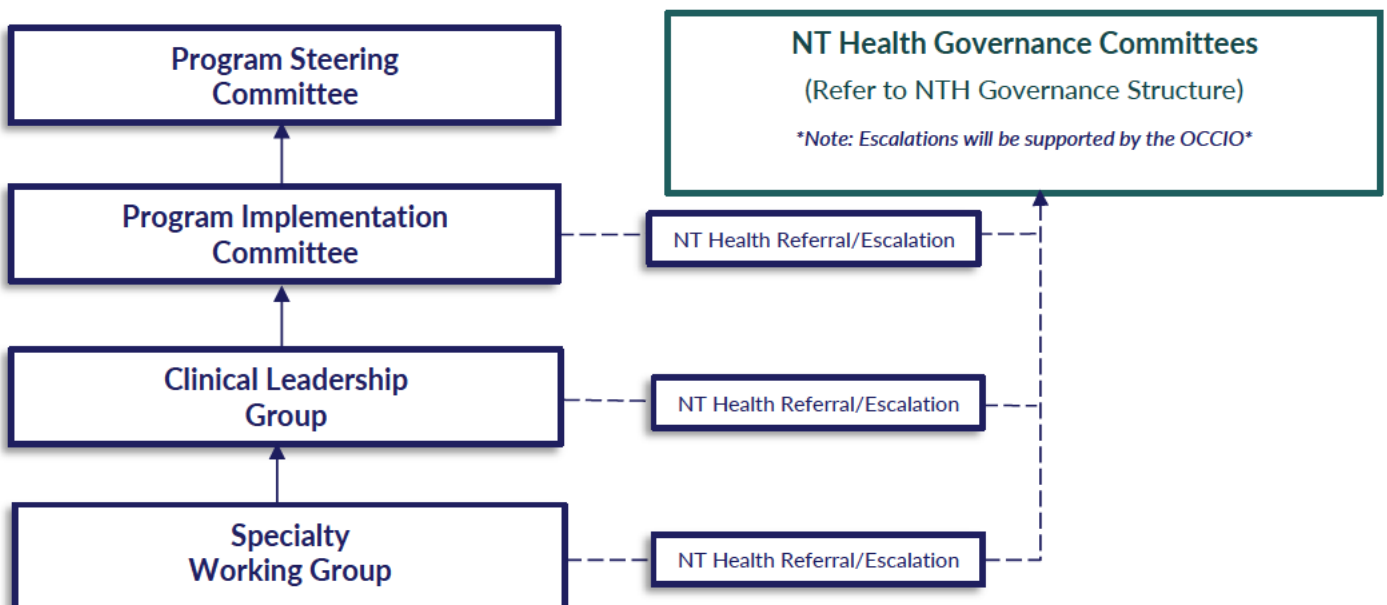 Program Steering
Committee
NT Health Governance Committees
(Refer to NTH Governance Structure)
*Note: Escalations will be supported by the OCCIO*
Program Implementation
Committee
NT Health Referral/Escalation
Clinical Leadership
Group
NT Health Referral/Escalation
Specialty
Working Group
NT Health Referral/Escalation